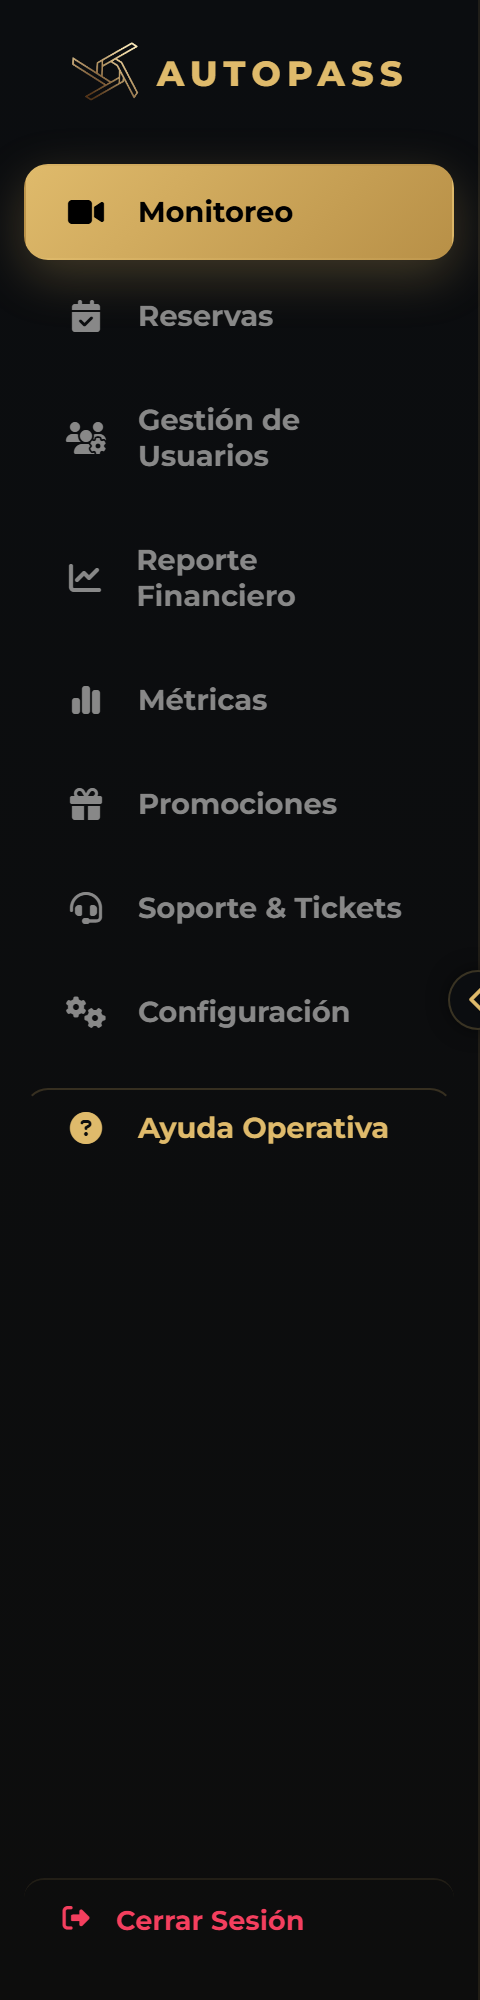 AUTOPASS
Monitoreo
Reservas
Gestión de
Usuarios
Reporte
Financiero
Métricas
Promociones
Soporte & Tickets
Configuración
Ayuda Operativa
Cerrar Sesión